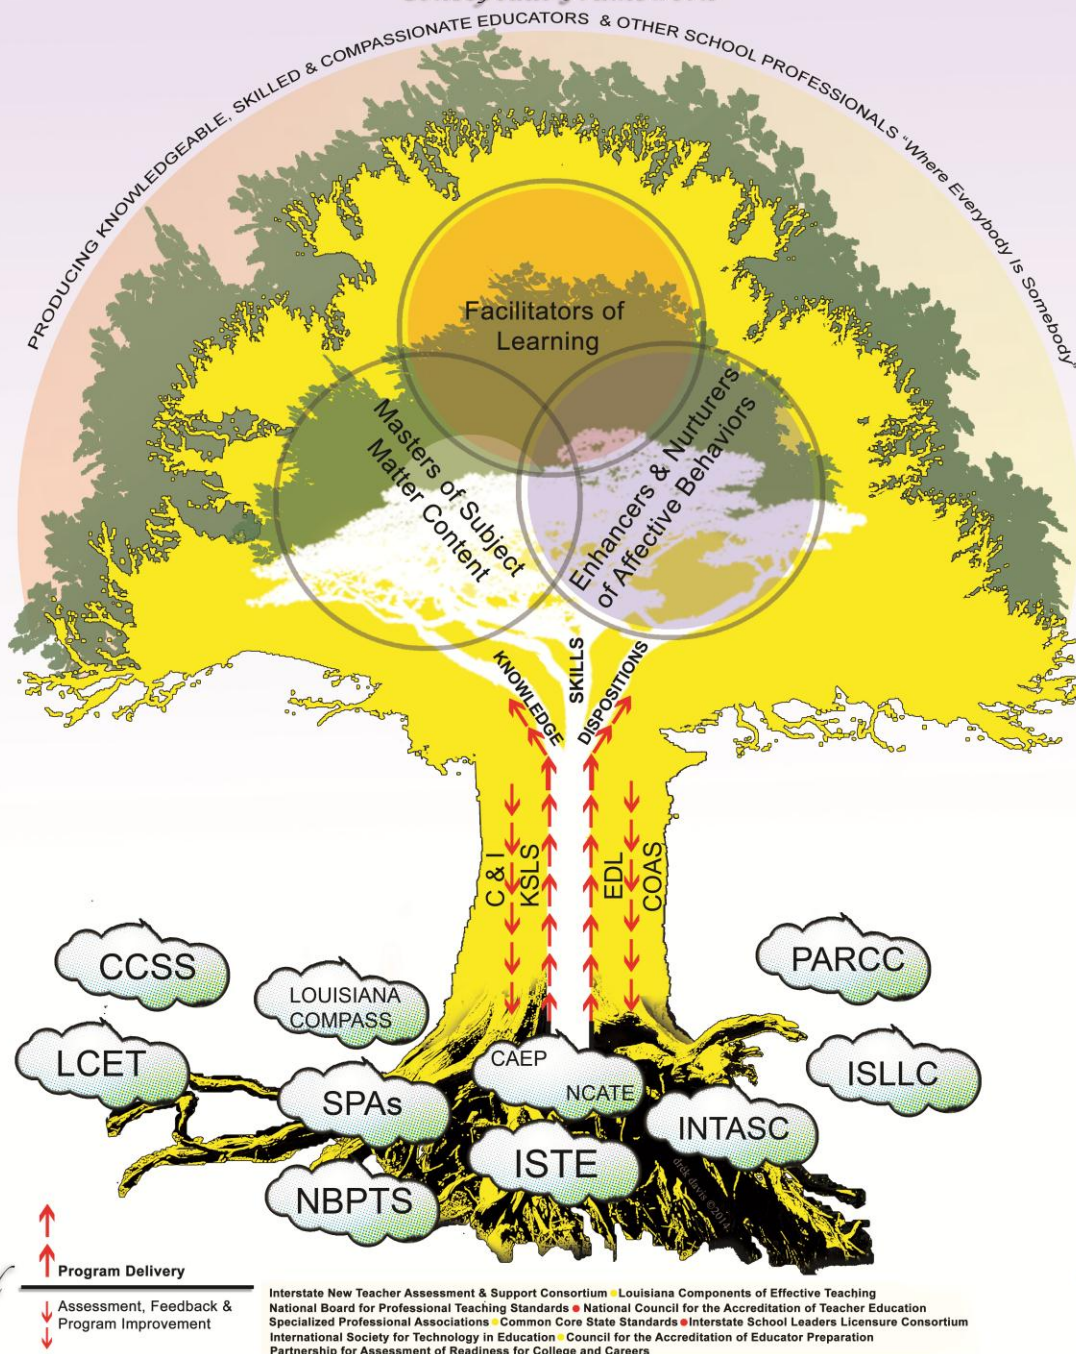 PRODUCING KNOWLEDGEABLE, SKILLED & COMPASSIONATE EDUCATORS & OTHER SCHOOL PROFESSIONALS "Where Everybody Is Somebody"
Facilitators of
Learning
Masters of Subject
Matter Content
Enhancers & Nurturers
of Affective Behaviors
KNOWLEDGE
SKILLS
DISPOSITIONS
C & I
KSLS
EDL
COAS
CCSS
LOUISIANA
COMPASS
PARCC
LCET
SPAs
CAEP
NCATE
INTASC
ISLLC
NBPTS
ISTE
drék davis ©2014.
Program Delivery
Assessment, Feedback &
Program Improvement
Interstate New Teacher Assessment & Support Consortium ● Louisiana Components of Effective Teaching
National Board for Professional Teaching Standards ● National Council for the Accreditation of Teacher Education
Specialized Professional Associations ● Common Core State Standards ● Interstate School Leaders Licensure Consortium
International Society for Technology in Education ● Council for the Accreditation of Educator Preparation
Partnership for Assessment of Readiness for College and Careers